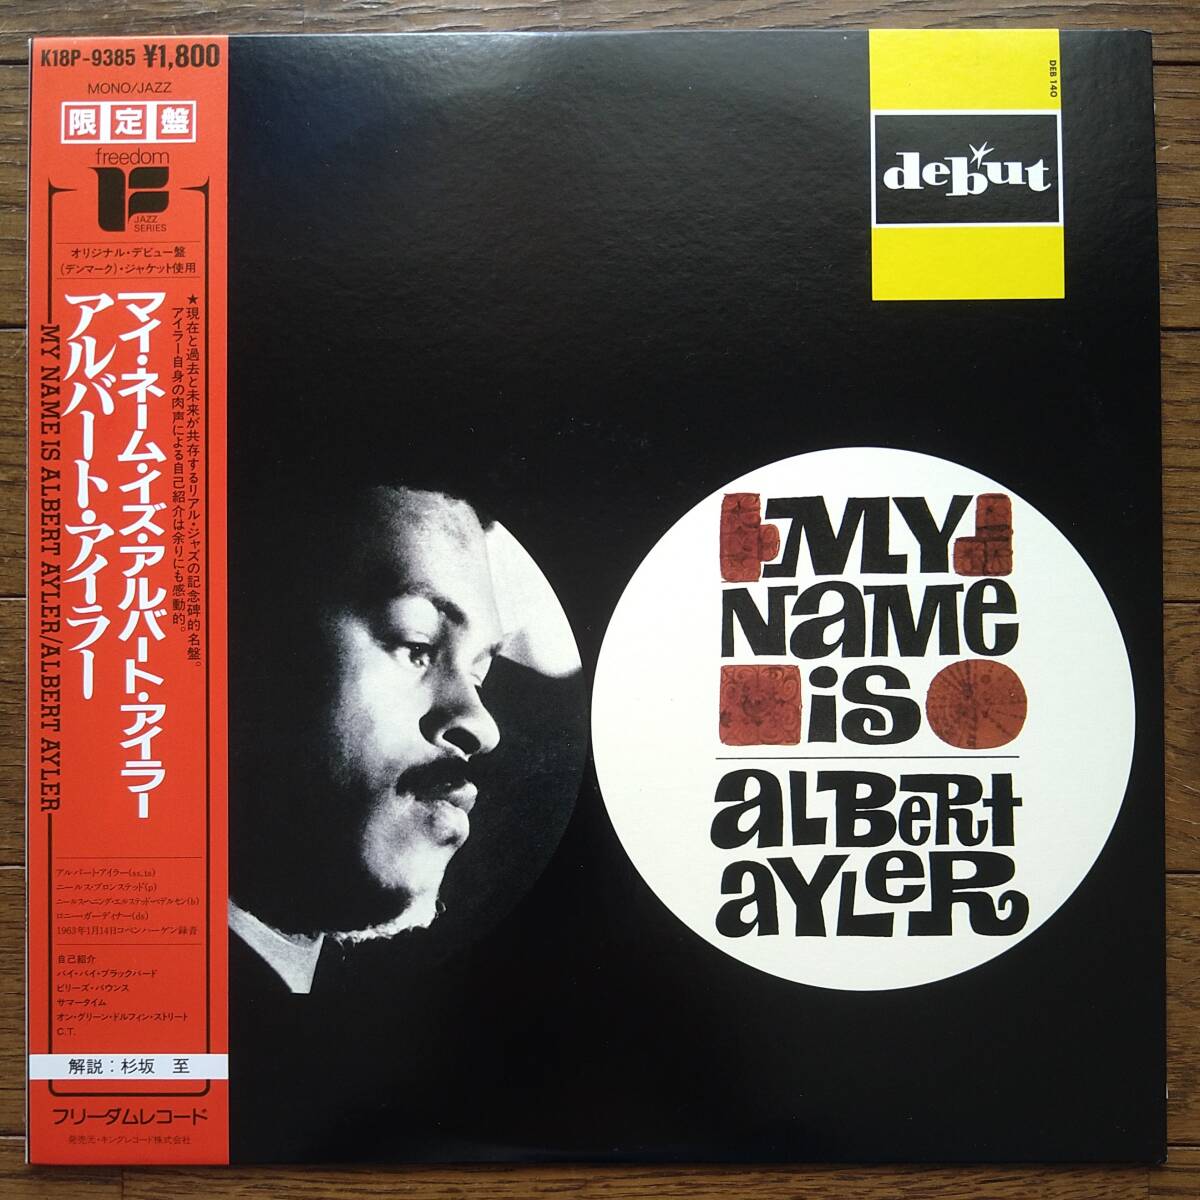 K18P-9385 ¥1,800
MONO/JAZZ
限定盤
freedom
JAZZ
SERIES
オリジナル・デビュー盤
(デンマーク)・ジャケット使用
★現在と過去と未来が共存するリアル・ジャズの記念碑的名盤。
アイラー自身の肉声による自己紹介は余りにも感動的。
マイ・ネーム・イズ・アルバート・アイラー
アルバート・アイラー
MY NAME IS ALBERT AYLER/ALBERT AYLER
アルバート・アイラー(ss,ts)
ニールス・ブロンステッド(p)
ニールスヘニング・エルステッド・ペデルセン(b)
ロニー・ガーディナー(ds)
1963年1月14日コペンハーゲン録音
自己紹介
バイ・バイ・ブラックバード
ビリーズ・バウンス
サマータイム
オン・グリーン・ドルフィン・ストリート
C.T.
解説:杉坂 至
フリーダムレコード
発売元・キングレコード株式会社
DEB 140
debut
MY
NAME
iS
ALBERT
AYLER